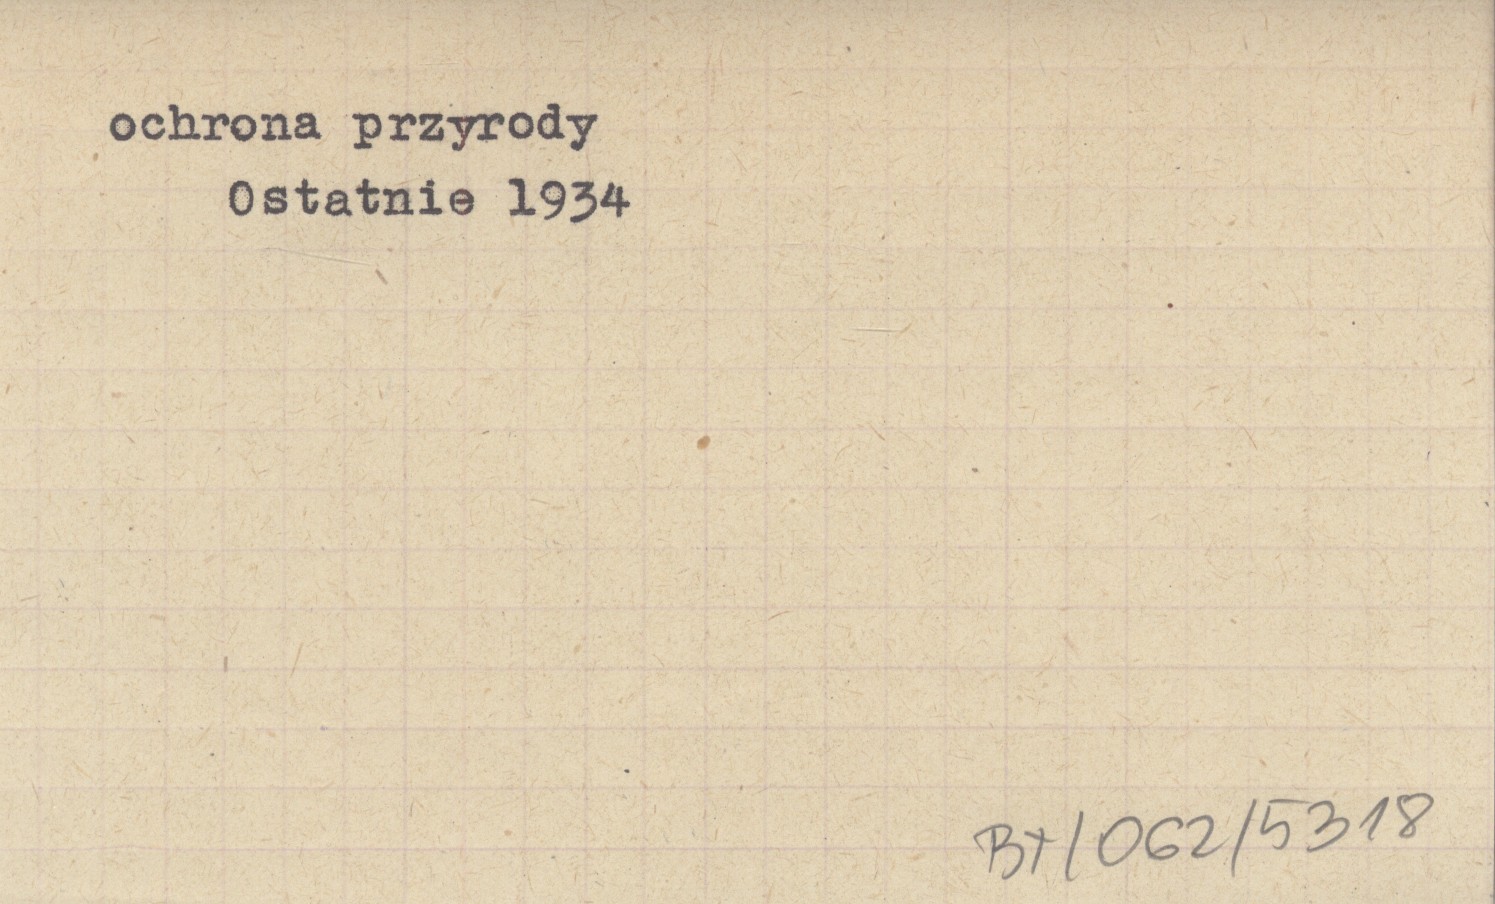 ochrona przyrody
Ostatnie 1934
BT/062/5318